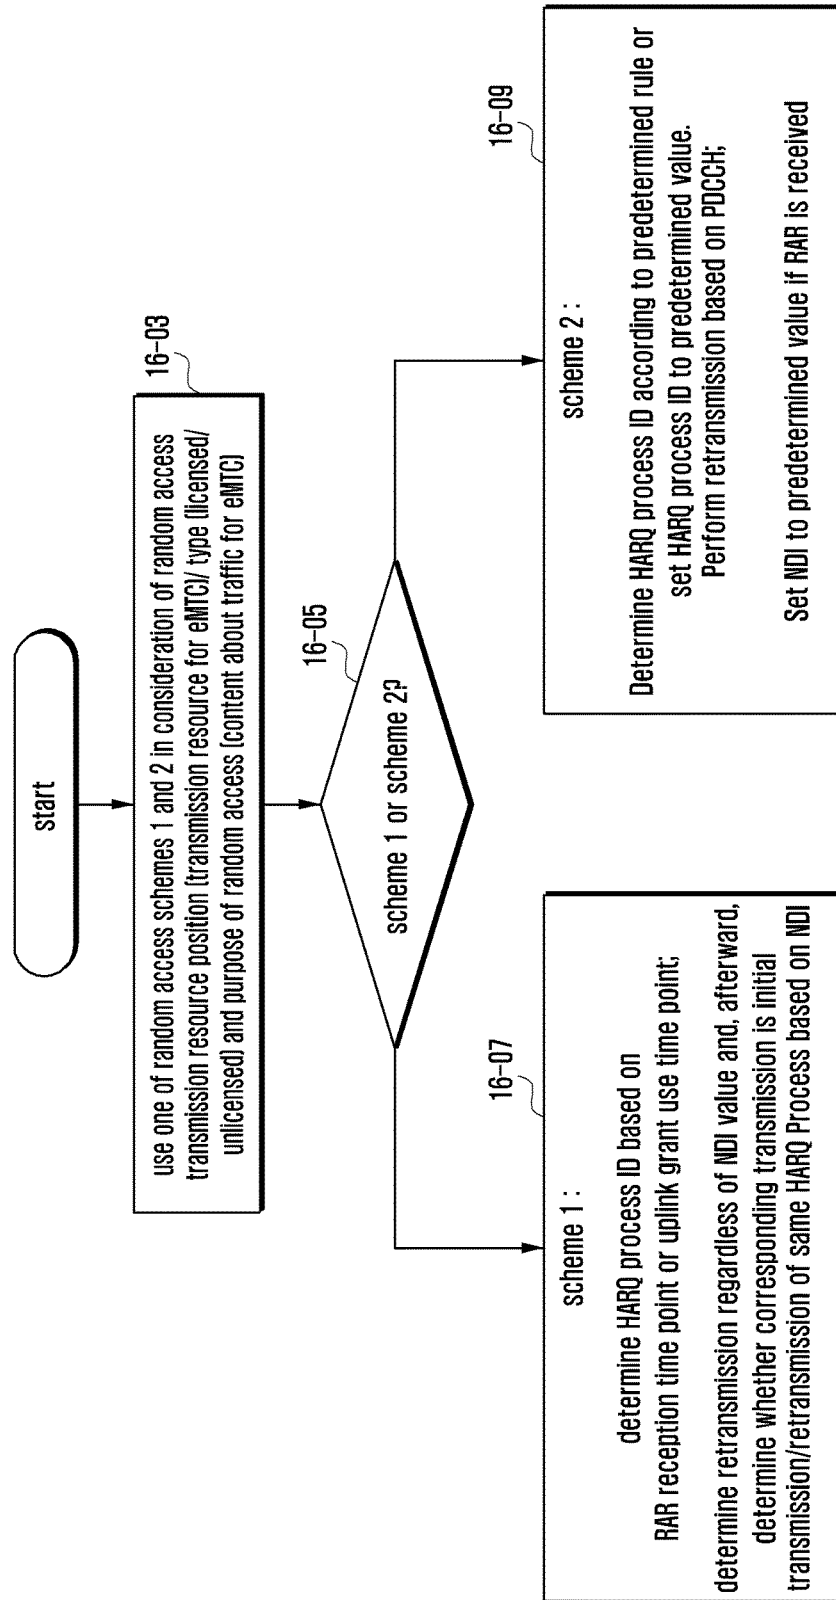 start
16-03
use one of random access schemes 1 and 2 in consideration of random access
transmission resource position (transmission resource for eMTC)/ type (licensed/
unlicensed) and purpose of random access (content about traffic for eMTC)
16-05
scheme 1 or scheme 2?
16-07
scheme 1 :
determine HARQ process ID based on
RAR reception time point or uplink grant use time point;
determine retransmission regardless of NDI value and, afterward,
determine whether corresponding transmission is initial
transmission/retransmission of same HARQ Process based on NDI
16-09
scheme 2 :
Determine HARQ process ID according to predetermined rule or
set HARQ process ID to predetermined value.
Perform retransmission based on PDCCH;
Set NDI to predetermined value if RAR is received